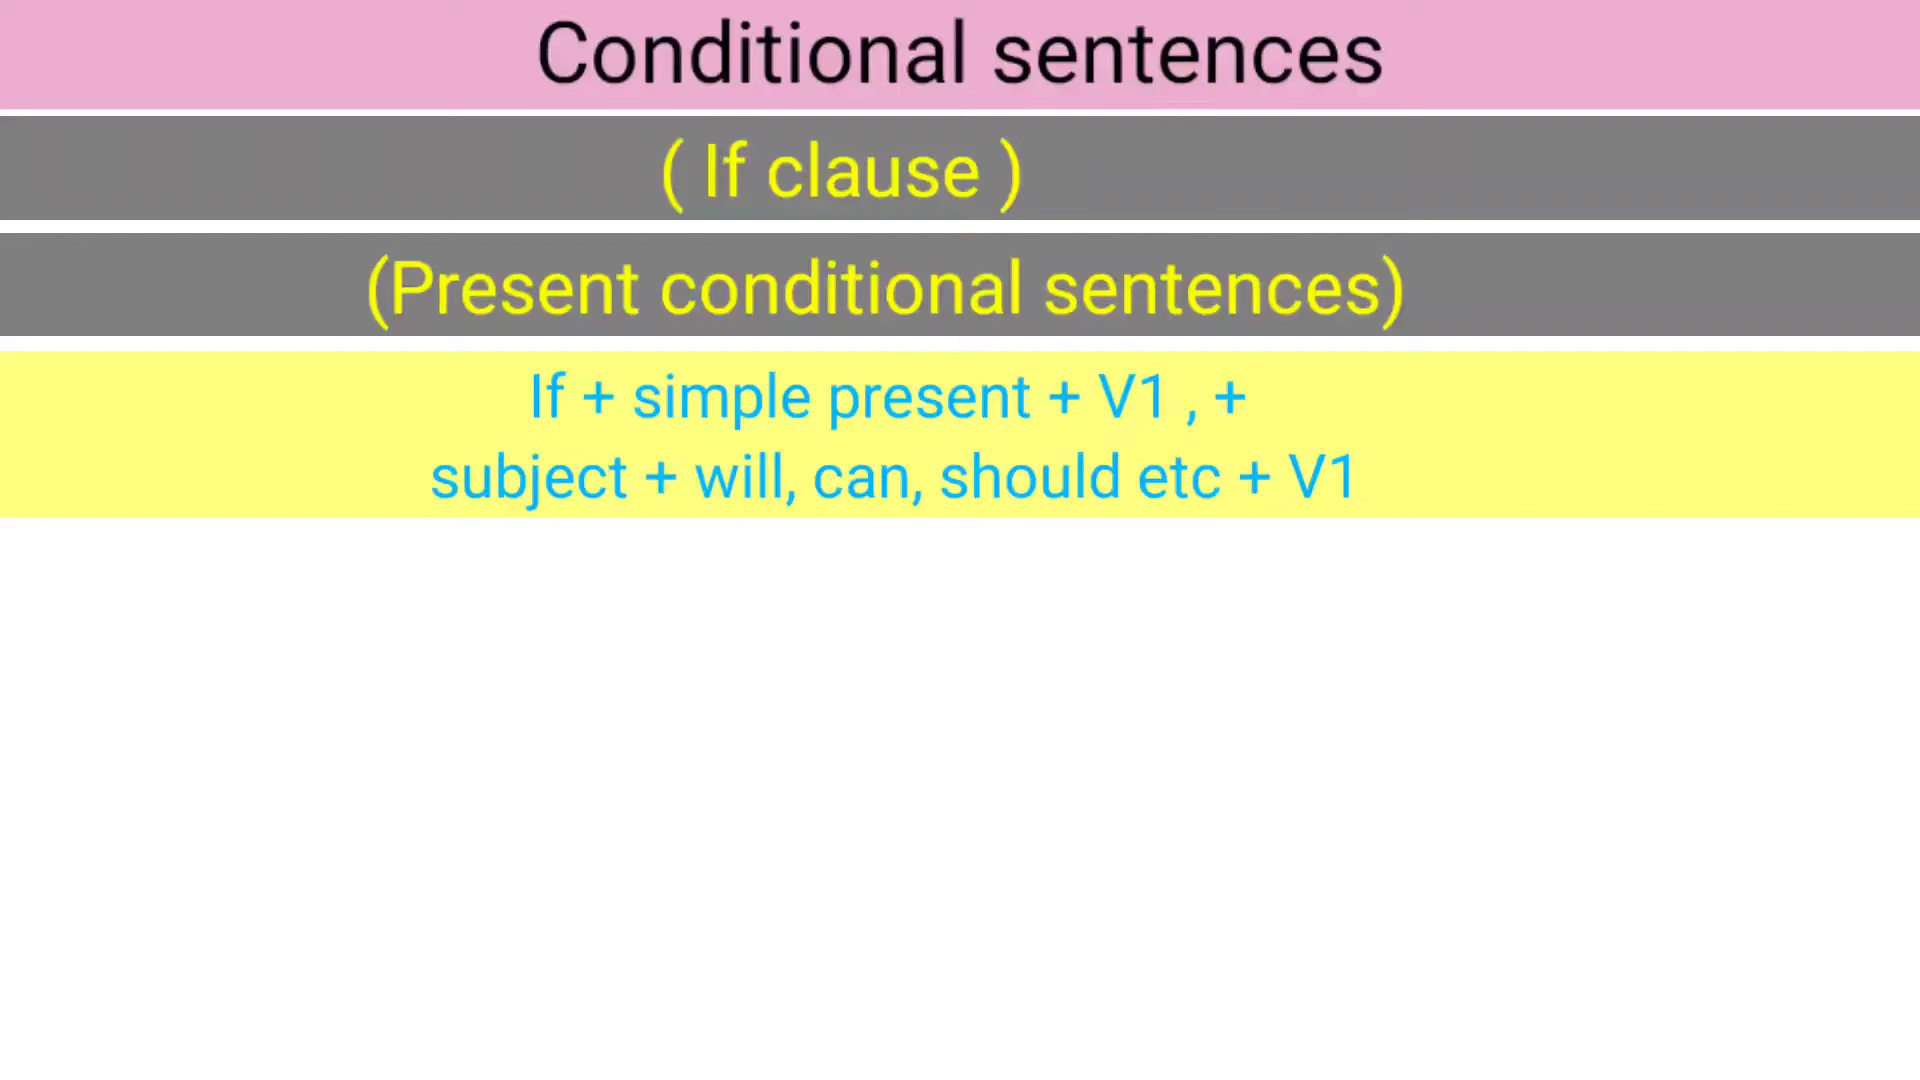 Conditional sentences
( If clause )
(Present conditional sentences)
If + simple present + V1 , +
subject + will, can, should etc + V1